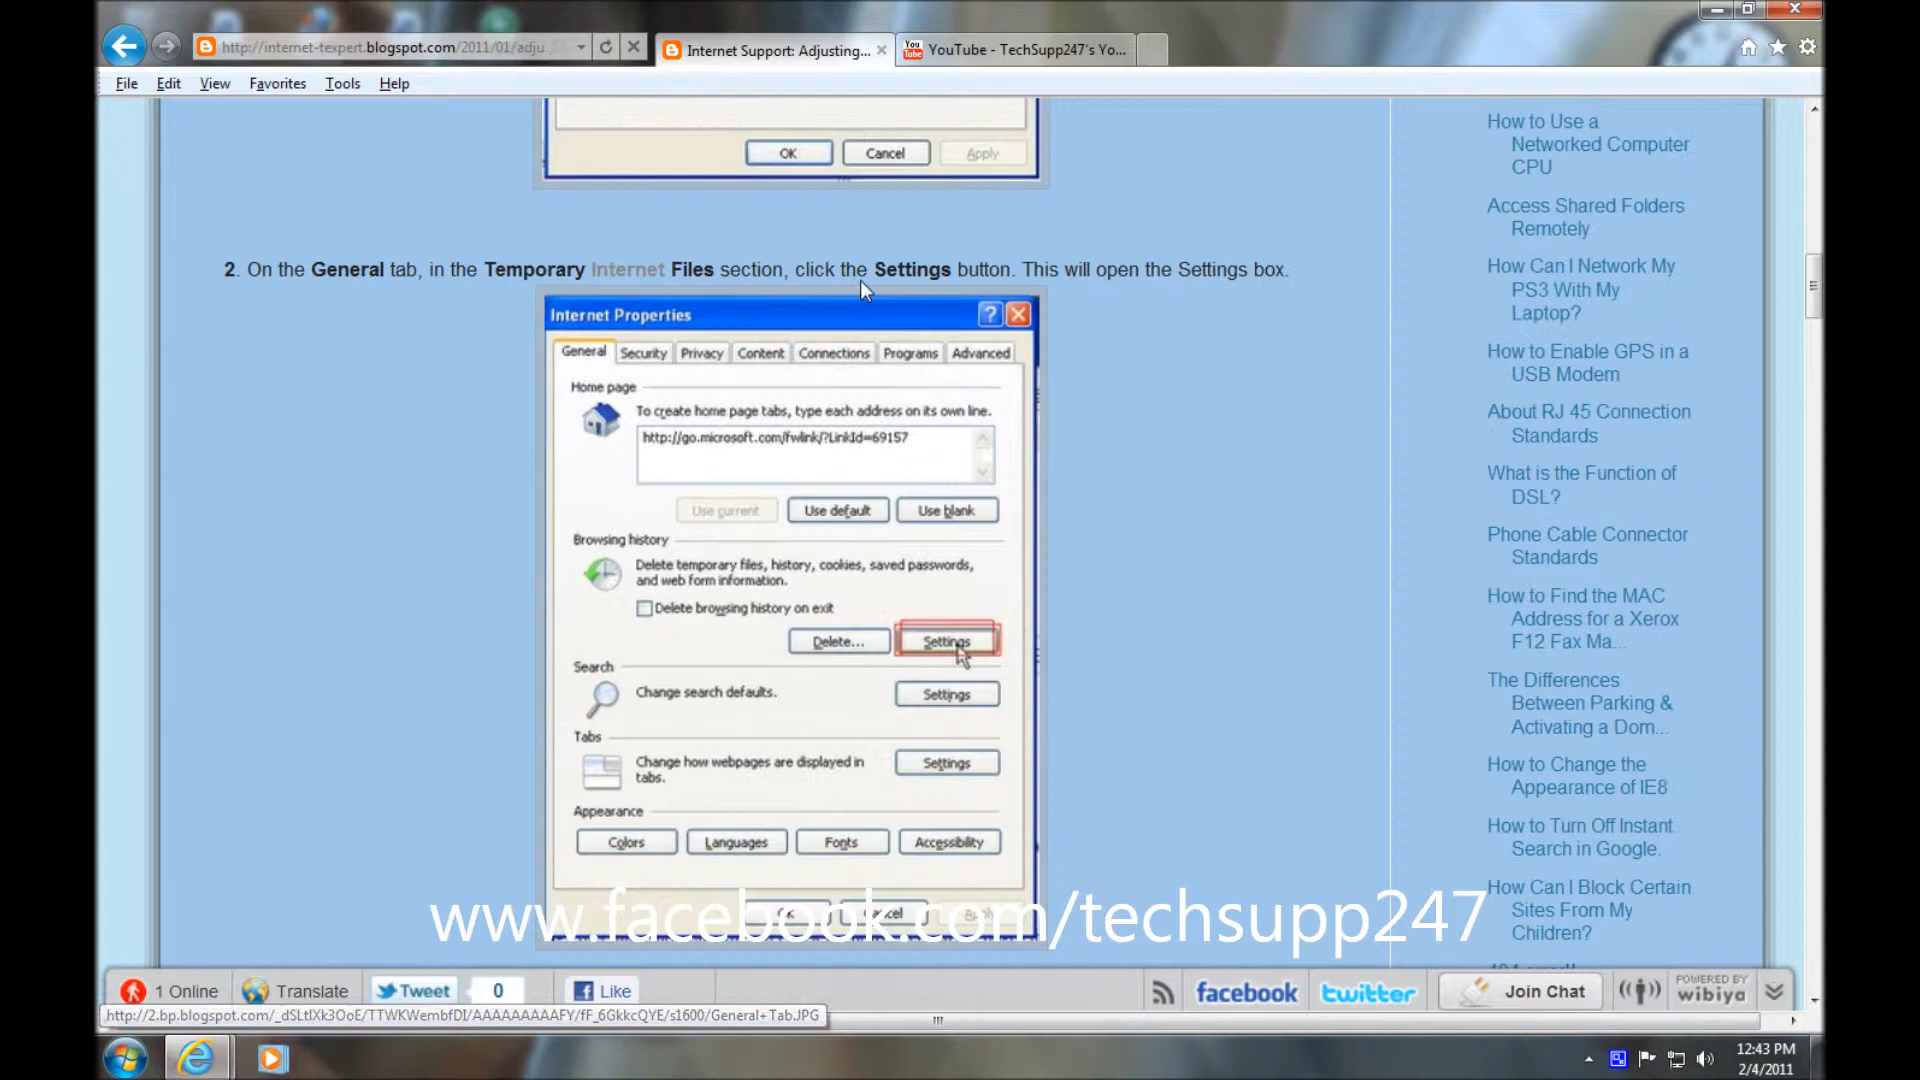 http://internet-texpert.blogspot.com/2011/01/adju
Internet Support: Adjusting...
YouTube - TechSupp247's Yo...
File Edit View Favorites Tools Help
OK Cancel Apply
2. On the General tab, in the Temporary Internet Files section, click the Settings button. This will open the Settings box.
Internet Properties
General Security Privacy Content Connections Programs Advanced
Home page
To create home page tabs, type each address on its own line.
http://go.microsoft.com/fwlink/?LinkId=69157
Use current Use default Use blank
Browsing history
Delete temporary files, history, cookies, saved passwords,
and web form information.
Delete browsing history on exit
Delete... Settings
Search
Change search defaults.
Settings
Tabs
Change how webpages are displayed in
tabs.
Settings
Appearance
Colors Languages Fonts Accessibility
OK Cancel Apply
www.facebook.com/techsupp247
How to Use a
Networked Computer
CPU
Access Shared Folders
Remotely
How Can I Network My
PS3 With My
Laptop?
How to Enable GPS in a
USB Modem
About RJ 45 Connection
Standards
What is the Function of
DSL?
Phone Cable Connector
Standards
How to Find the MAC
Address for a Xerox
F12 Fax Ma...
The Differences
Between Parking &
Activating a Dom...
How to Change the
Appearance of IE8
How to Turn Off Instant
Search in Google.
How Can I Block Certain
Sites From My
Children?
1 Online Translate Tweet 0 Like
facebook twitter Join Chat
POWERED BY
wibiya
http://2.bp.blogspot.com/_dSLtlXk3OoE/TTWKWembfDI/AAAAAAAAAFY/fF_6GkkcQYE/s1600/General+Tab.JPG
12:43 PM
2/4/2011